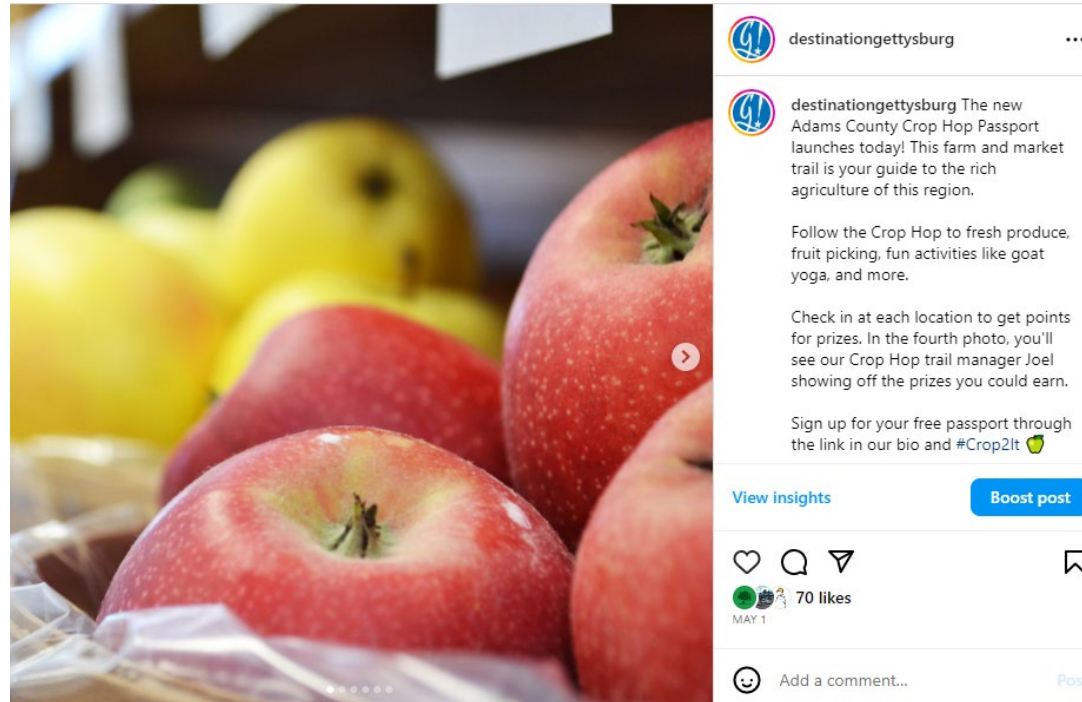 destinationgettysburg
destinationgettysburg The new
Adams County Crop Hop Passport
launches today! This farm and market
trail is your guide to the rich
agriculture of this region.
Follow the Crop Hop to fresh produce,
fruit picking, fun activities like goat
yoga, and more.
Check in at each location to get points
for prizes. In the fourth photo, you'll
see our Crop Hop trail manager Joel
showing off the prizes you could earn.
Sign up for your free passport through
the link in our bio and #Crop2It 🍏
View insights
Boost post
70 likes
MAY 1
Add a comment...